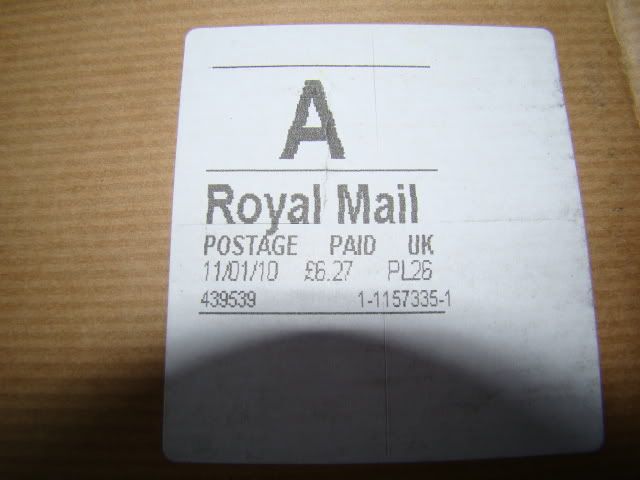 A
Royal Mail
POSTAGE PAID UK
11/01/10 £6.27 PL26
439539 1-1157335-1